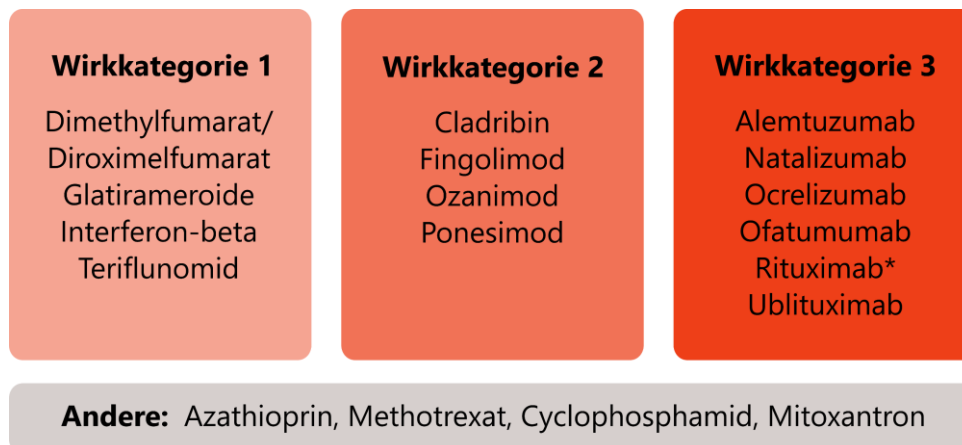 Wirkkategorie 1
Dimethylfumarat/
Diroximelfumarat
Glatirameroide
Interferon-beta
Teriflunomid
Wirkkategorie 2
Cladribin
Fingolimod
Ozanimod
Ponesimod
Wirkkategorie 3
Alemtuzumab
Natalizumab
Ocrelizumab
Ofatumumab
Rituximab*
Ublituximab
Andere: Azathioprin, Methotrexat, Cyclophosphamid, Mitoxantron